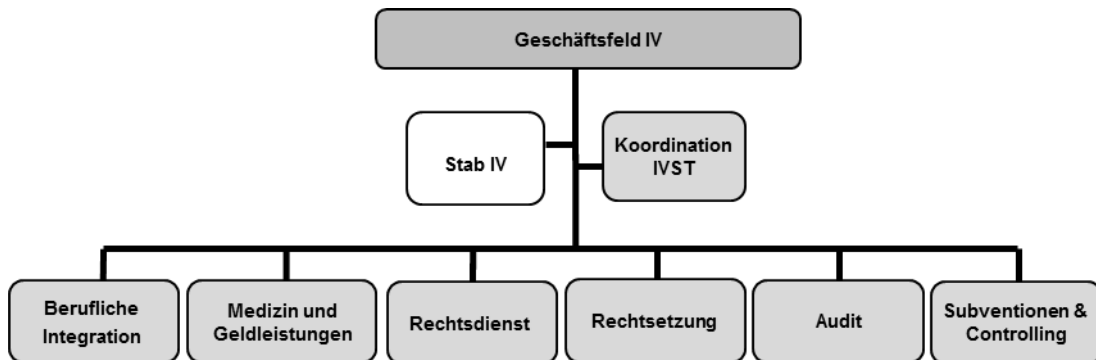 Geschäftsfeld IV
Stab IV
Koordination
IVST
Berufliche
Integration
Medizin und
Geldleistungen
Rechtsdienst
Rechtsetzung
Audit
Subventionen &
Controlling